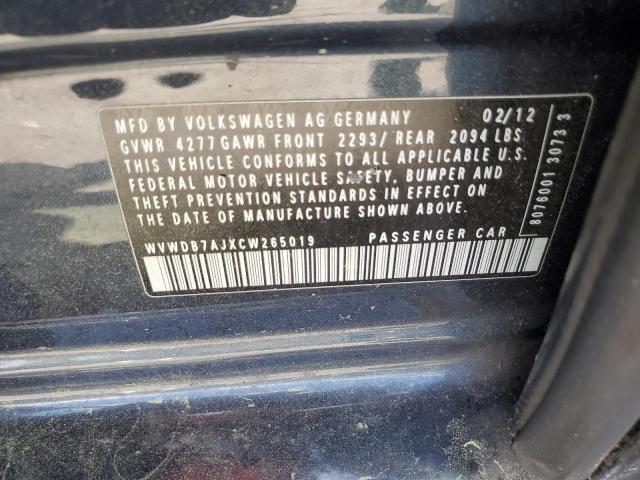 MFD BY VOLKSWAGEN AG GERMANY 02/12
GVWR 4277 GAWR FRONT 2293/ REAR 2094 LBS
THIS VEHICLE CONFORMS TO ALL APPLICABLE U.S.
FEDERAL MOTOR VEHICLE SAFETY, BUMPER AND
THEFT PREVENTION STANDARDS IN EFFECT ON
THE DATE OF MANUFACTURE SHOWN ABOVE.
WVWDB7AJXCW265019 PASSENGER CAR
8076001 3 3073 3